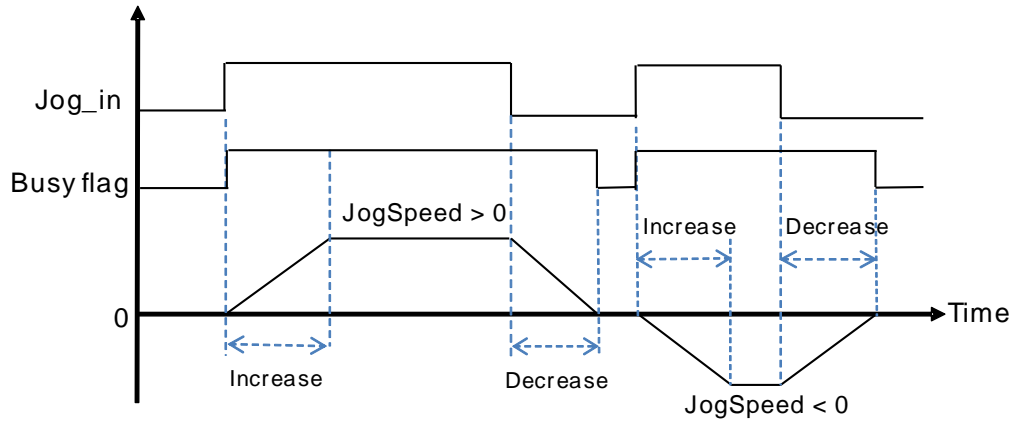 Jog_in
Busy flag
JogSpeed > 0
Increase
Decrease
0
Time
Increase
Decrease
JogSpeed < 0